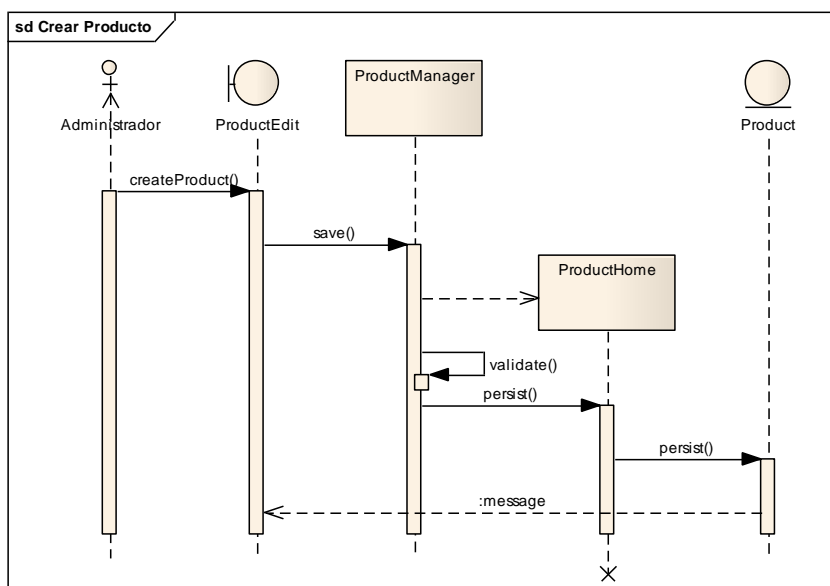 sd Crear Producto
Administrador
ProductEdit
ProductManager
Product
createProduct()
save()
ProductHome
validate()
persist()
persist()
:message